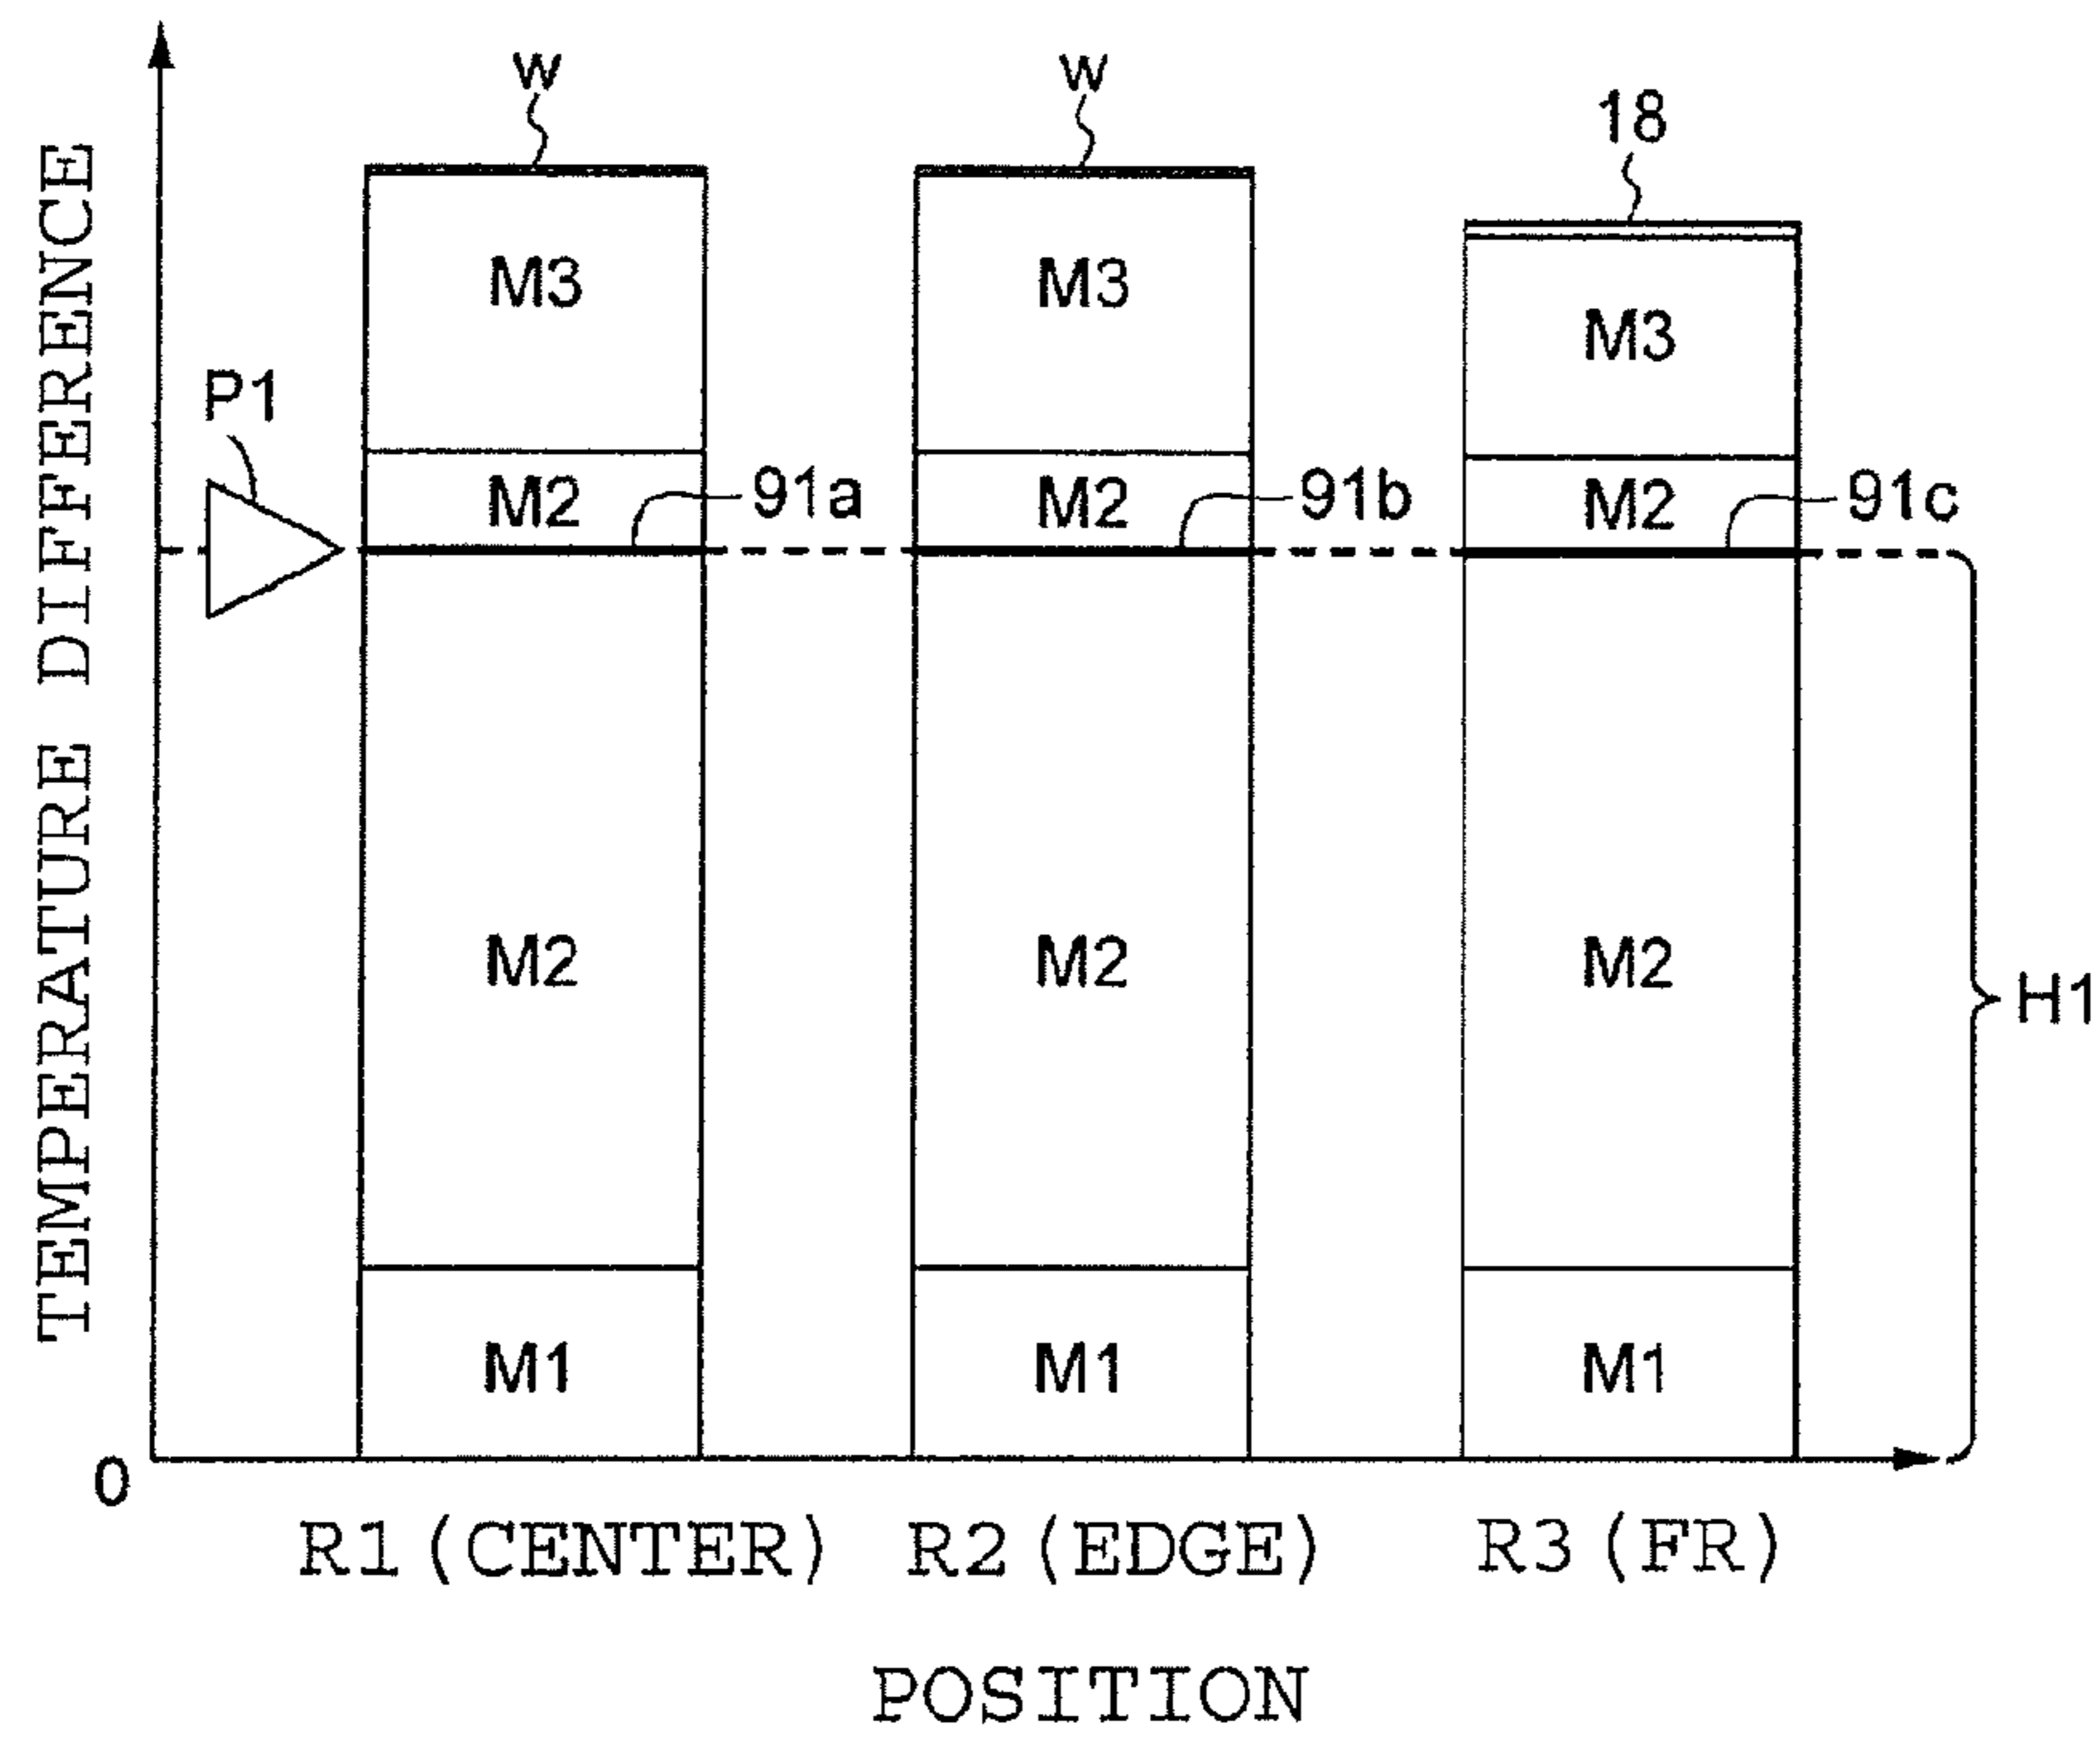 w
w
18
TEMPERATURE DIFFERENCE
M3
M3
M3
P1
M2
91a
M2
91b
M2
91c
M2
M2
M2
H1
M1
M1
M1
0
R1 (CENTER)
R2 (EDGE)
R3 (FR)
POSITION